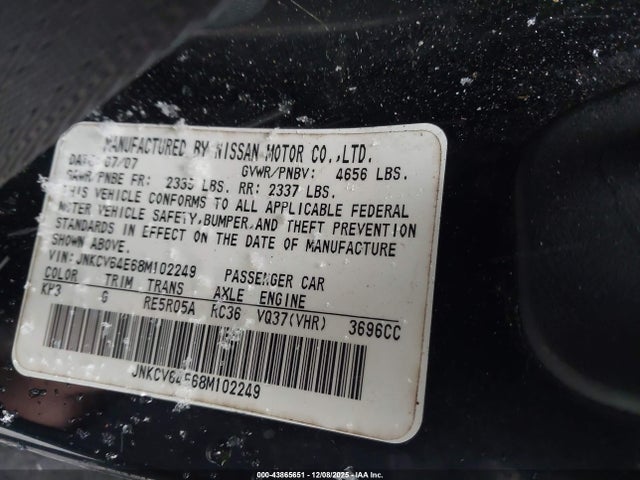 MANUFACTURED BY NISSAN MOTOR CO.,LTD.
DATE 07/07 GVWR/PNBV: 4656 LBS.
GAWR/PNBE FR: 2335 LBS. RR: 2337 LBS.
THIS VEHICLE CONFORMS TO ALL APPLICABLE FEDERAL
MOTER VEHICLE SAFETY,BUMPER,AND THEFT PREVENTION
STANDARDS IN EFFECT ON THE DATE OF MANUFACTURE
SHOWN ABOVE.
VIN:JNKCV64E68M102249 PASSENGER CAR
COLOR TRIM TRANS AXLE ENGINE
KH3 G RE5R05A RC36 VQ37(VHR) 3696CC
JNKCV64E68M102249
000-43865651 - 12/08/2025 - IAA Inc.